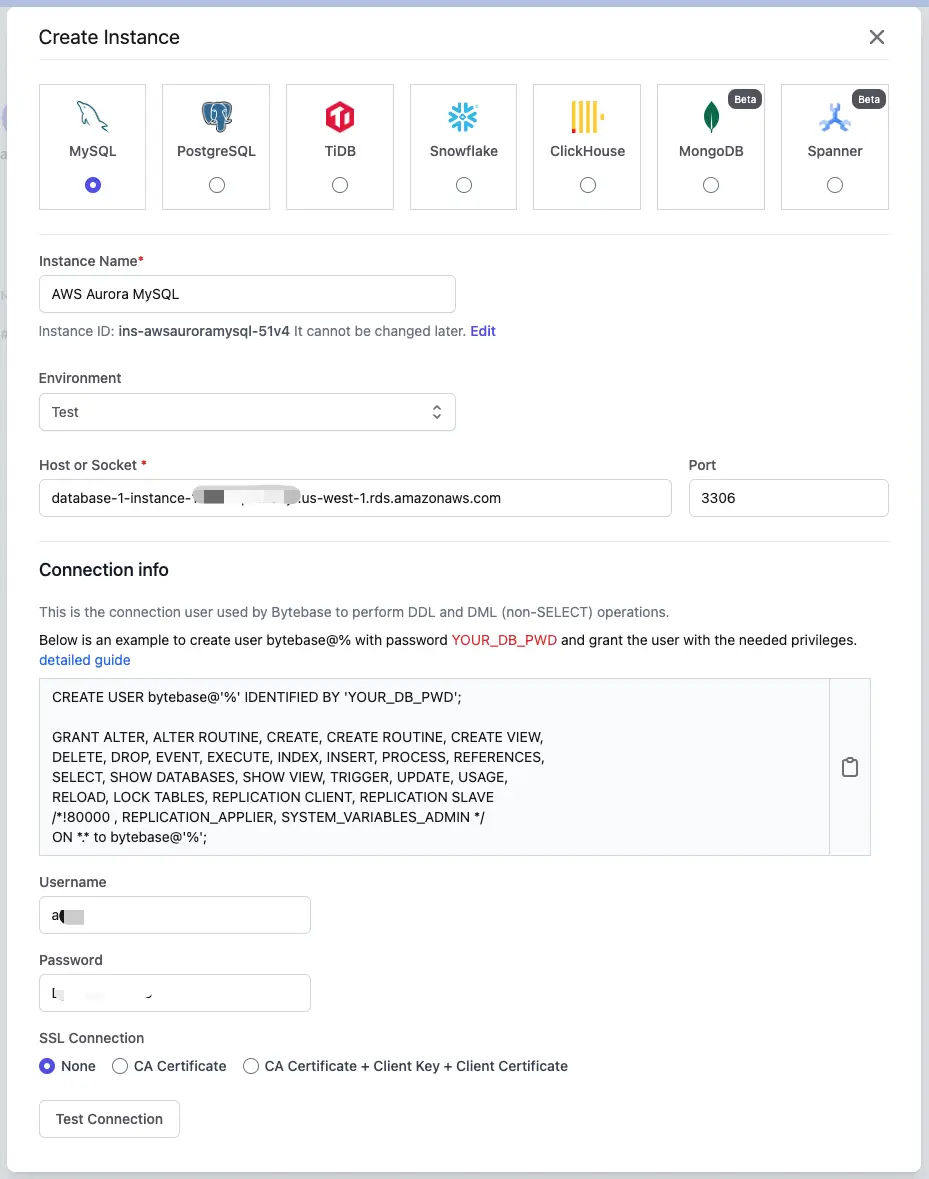 Create Instance
MySQL
PostgreSQL
TiDB
Snowflake
ClickHouse
Beta
MongoDB
Beta
Spanner
Instance Name*
AWS Aurora MySQL
Instance ID: ins-awsauroramysql-51v4 It cannot be changed later. Edit
Environment
Test
Host or Socket *
Port
database-1-instance- .us-west-1.rds.amazonaws.com
3306
Connection info
This is the connection user used by Bytebase to perform DDL and DML (non-SELECT) operations.
Below is an example to create user bytebase@% with password YOUR_DB_PWD and grant the user with the needed privileges.
detailed guide
CREATE USER bytebase@'%' IDENTIFIED BY 'YOUR_DB_PWD';
GRANT ALTER, ALTER ROUTINE, CREATE, CREATE ROUTINE, CREATE VIEW,
DELETE, DROP, EVENT, EXECUTE, INDEX, INSERT, PROCESS, REFERENCES,
SELECT, SHOW DATABASES, SHOW VIEW, TRIGGER, UPDATE, USAGE,
RELOAD, LOCK TABLES, REPLICATION CLIENT, REPLICATION SLAVE
/*!80000 , REPLICATION_APPLIER, SYSTEM_VARIABLES_ADMIN */
ON *.* to bytebase@'%';
Username
Password
SSL Connection
None
CA Certificate
CA Certificate + Client Key + Client Certificate
Test Connection